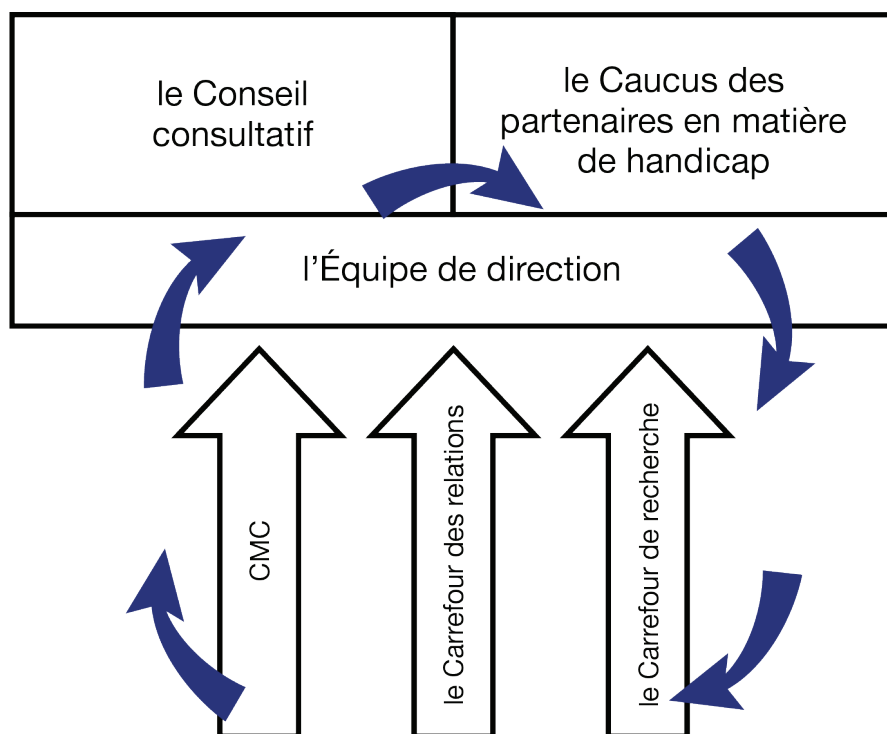 le Conseil
consultatif
le Caucus des
partenaires en matière
de handicap
l'Équipe de direction
CMC
le Carrefour des relations
le Carrefour de recherche